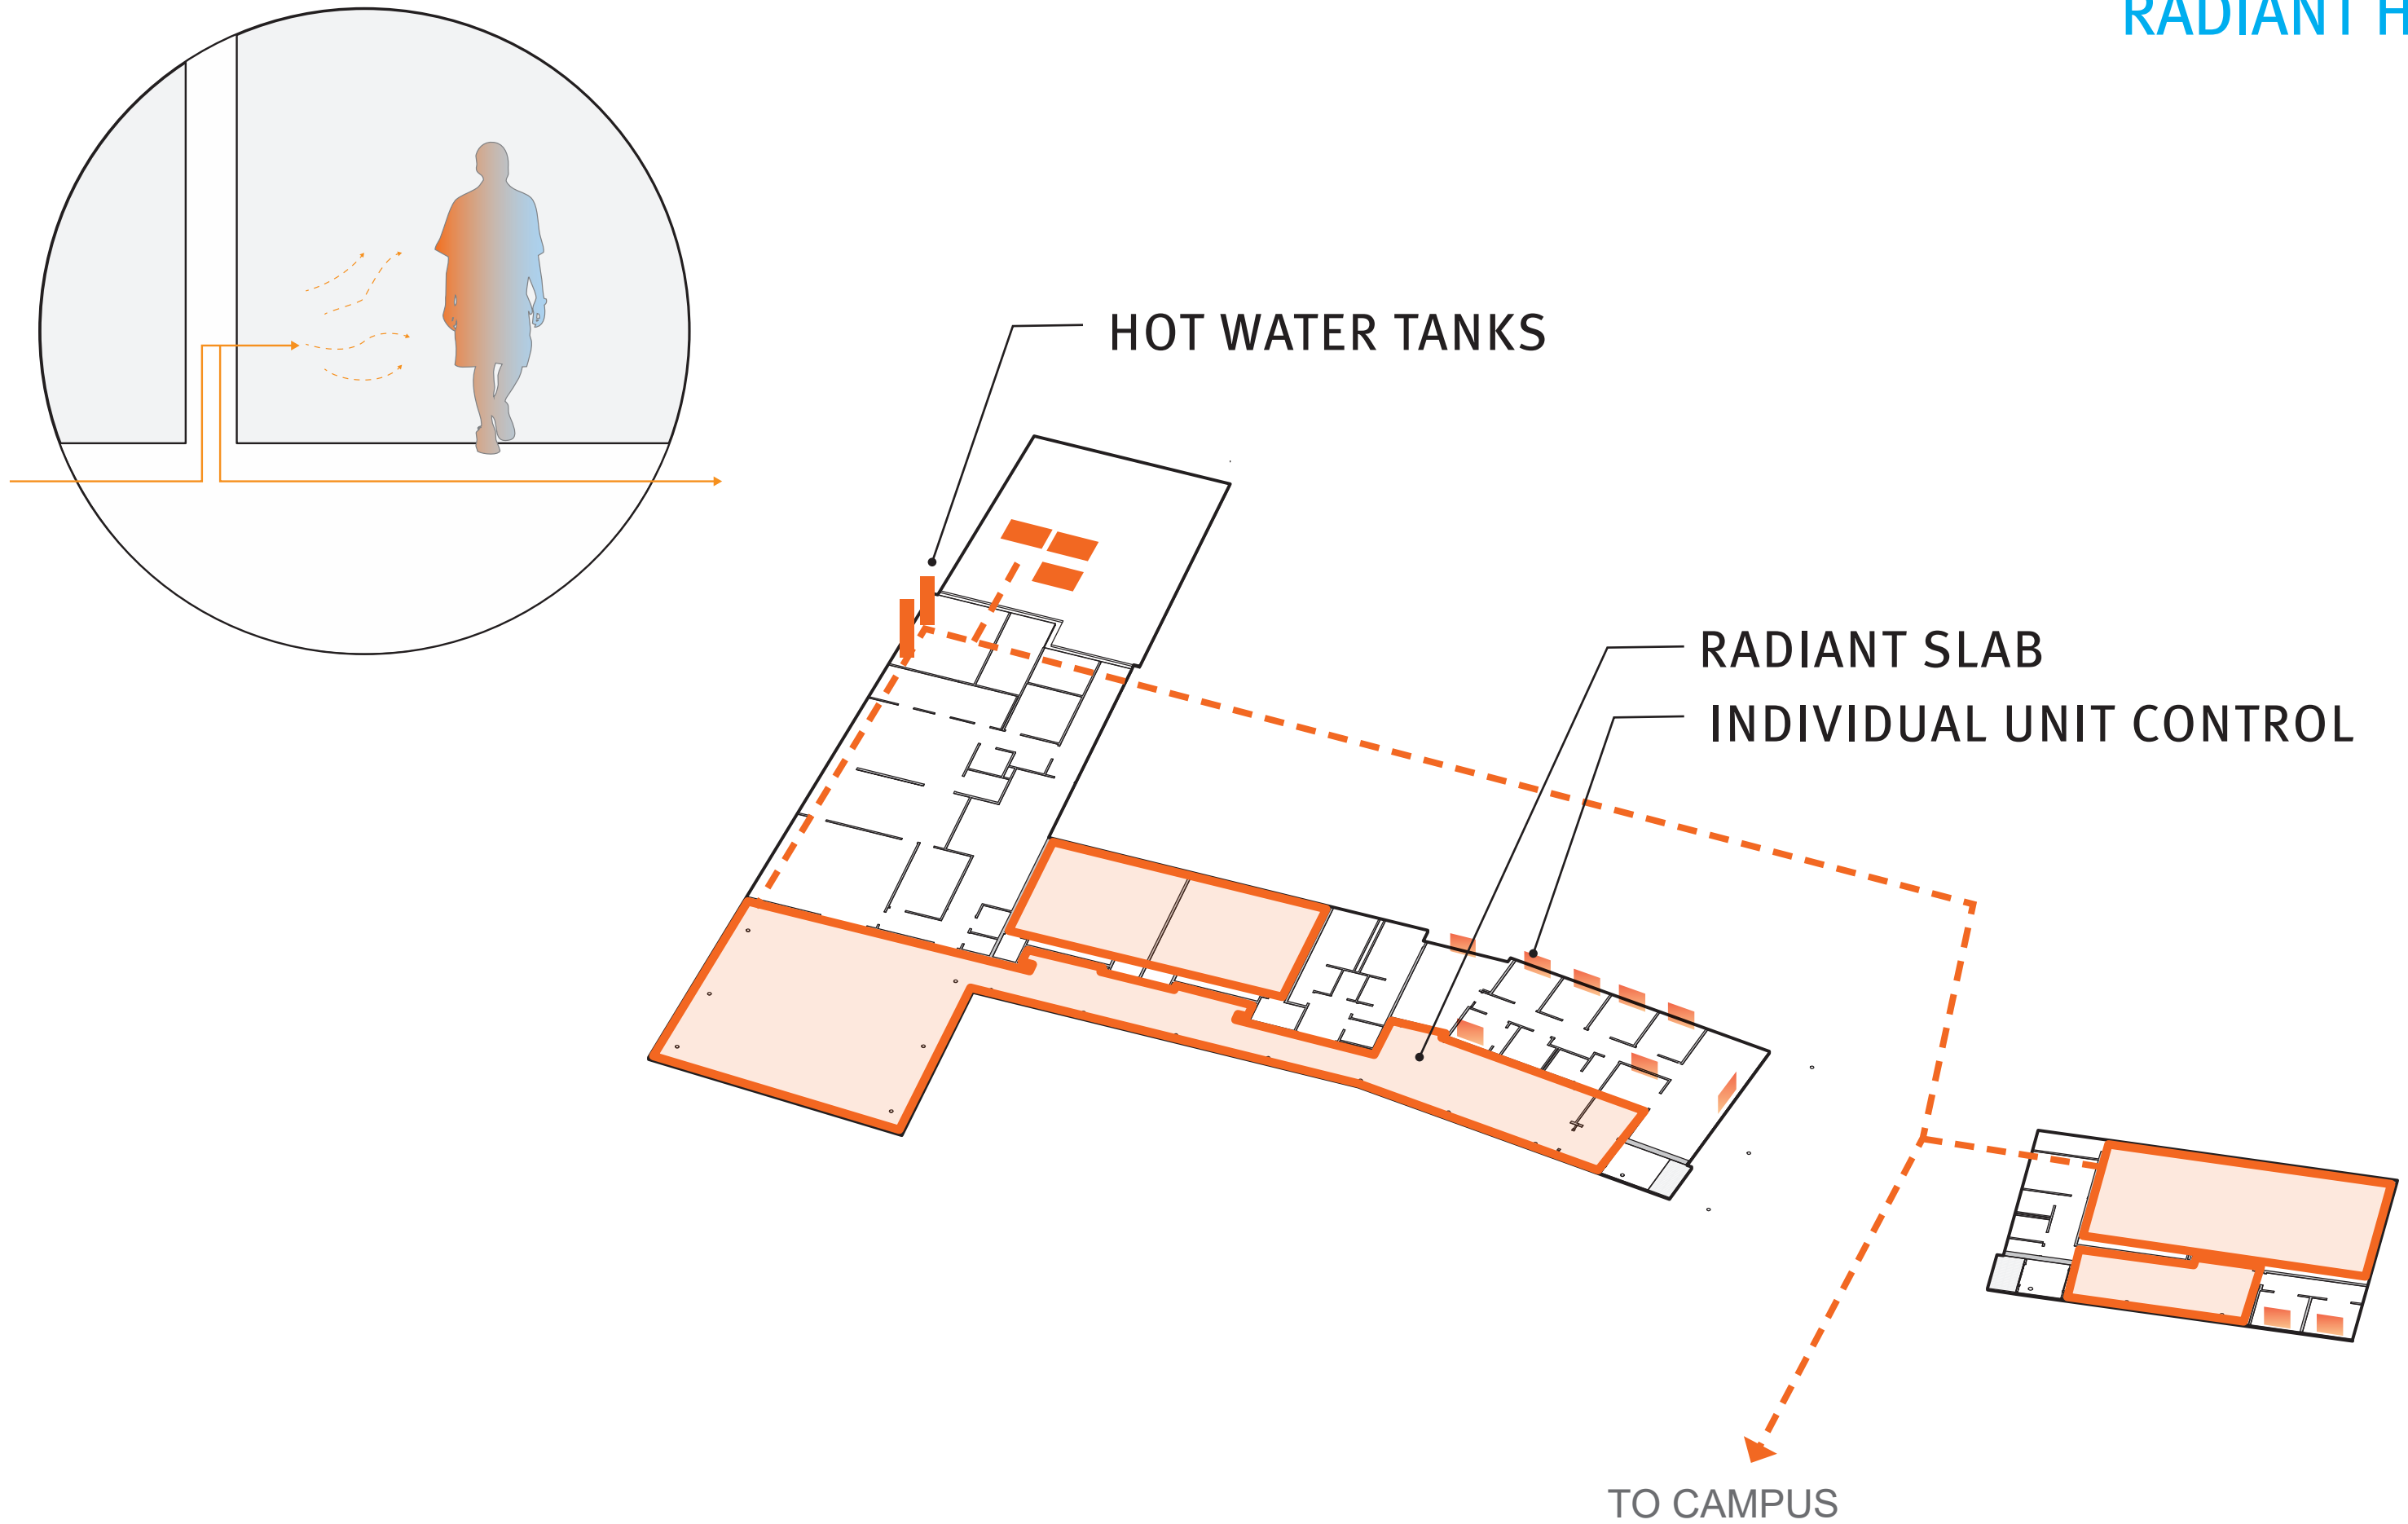 RADIANT
HOT WATER TANKS
RADIANT SLAB
INDIVIDUAL UNIT CONTROL
TO CAMPUS